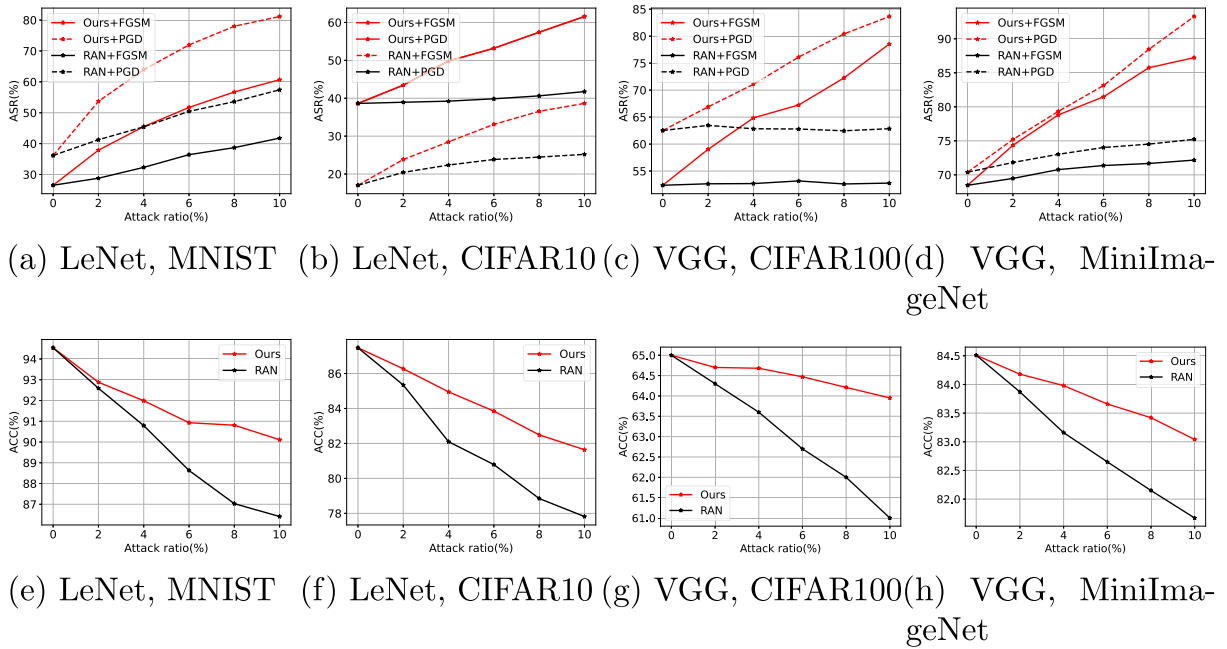 Ours+FGSM
Ours+PGD
RAN+FGSM
RAN+PGD
ASR(%)
80
70
60
50
40
30
0 2 4 6 8 10
Attack ratio(%)
(a) LeNet, MNIST
Ours+FGSM
Ours+PGD
RAN+FGSM
RAN+PGD
ASR(%)
60
50
40
30
20
0 2 4 6 8 10
Attack ratio(%)
(b) LeNet, CIFAR10
Ours+FGSM
Ours+PGD
RAN+FGSM
RAN+PGD
ASR(%)
85
80
75
70
65
60
55
0 2 4 6 8 10
Attack ratio(%)
(c) VGG, CIFAR100
Ours+FGSM
Ours+PGD
RAN+FGSM
RAN+PGD
ASR(%)
90
85
80
75
70
0 2 4 6 8 10
Attack ratio(%)
(d) VGG, MiniIma-
geNet
Ours
RAN
ACC(%)
94
93
92
91
90
89
88
87
0 2 4 6 8 10
Attack ratio(%)
(e) LeNet, MNIST
Ours
RAN
ACC(%)
86
84
82
80
78
0 2 4 6 8 10
Attack ratio(%)
(f) LeNet, CIFAR10
Ours
RAN
ACC(%)
65.0
64.5
64.0
63.5
63.0
62.5
62.0
61.5
61.0
0 2 4 6 8 10
Attack ratio(%)
(g) VGG, CIFAR100
Ours
RAN
ACC(%)
84.5
84.0
83.5
83.0
82.5
82.0
0 2 4 6 8 10
Attack ratio(%)
(h) VGG, MiniIma-
geNet